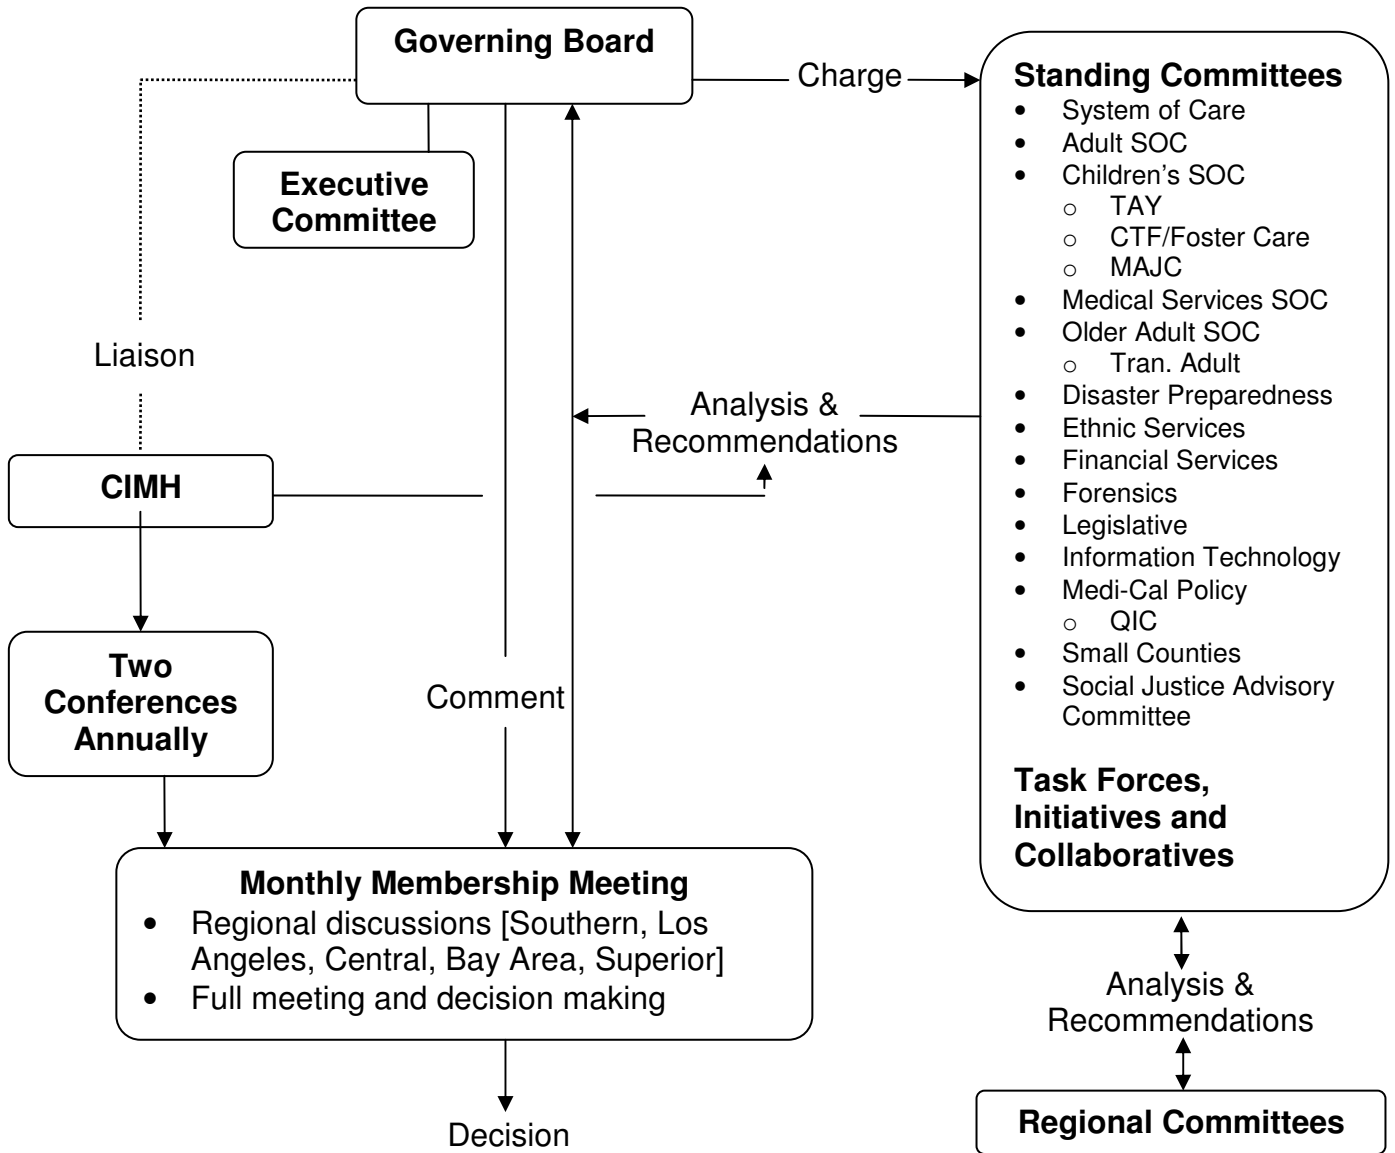 Governing Board
Charge
Executive
Committee
Liaison
CIMH
Two
Conferences
Annually
Comment
Analysis &
Recommendations
Monthly Membership Meeting
• Regional discussions [Southern, Los
Angeles, Central, Bay Area, Superior]
• Full meeting and decision making
Decision
Standing Committees
• System of Care
• Adult SOC
• Children’s SOC
o TAY
o CTF/Foster Care
o MAJC
• Medical Services SOC
• Older Adult SOC
o Tran. Adult
• Disaster Preparedness
• Ethnic Services
• Financial Services
• Forensics
• Legislative
• Information Technology
• Medi-Cal Policy
o QIC
• Small Counties
• Social Justice Advisory
Committee
Task Forces,
Initiatives and
Collaboratives
Analysis &
Recommendations
Regional Committees